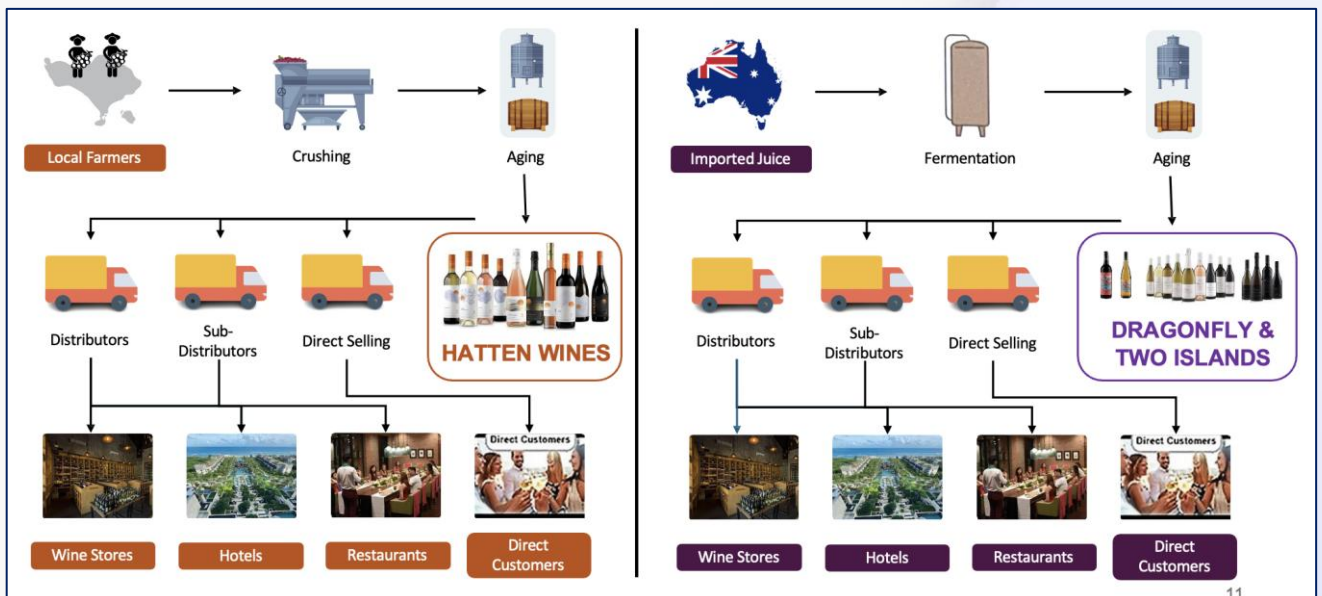 Local Farmers
Crushing
Aging
Distributors
Sub-
Distributors
Direct Selling
HATTEN WINES
Direct Customers
Wine Stores
Hotels
Restaurants
Direct
Customers
Imported Juice
Fermentation
Aging
Distributors
Sub-
Distributors
Direct Selling
DRAGONFLY &
TWO ISLANDS
Direct Customers
Wine Stores
Hotels
Restaurants
Direct
Customers
11